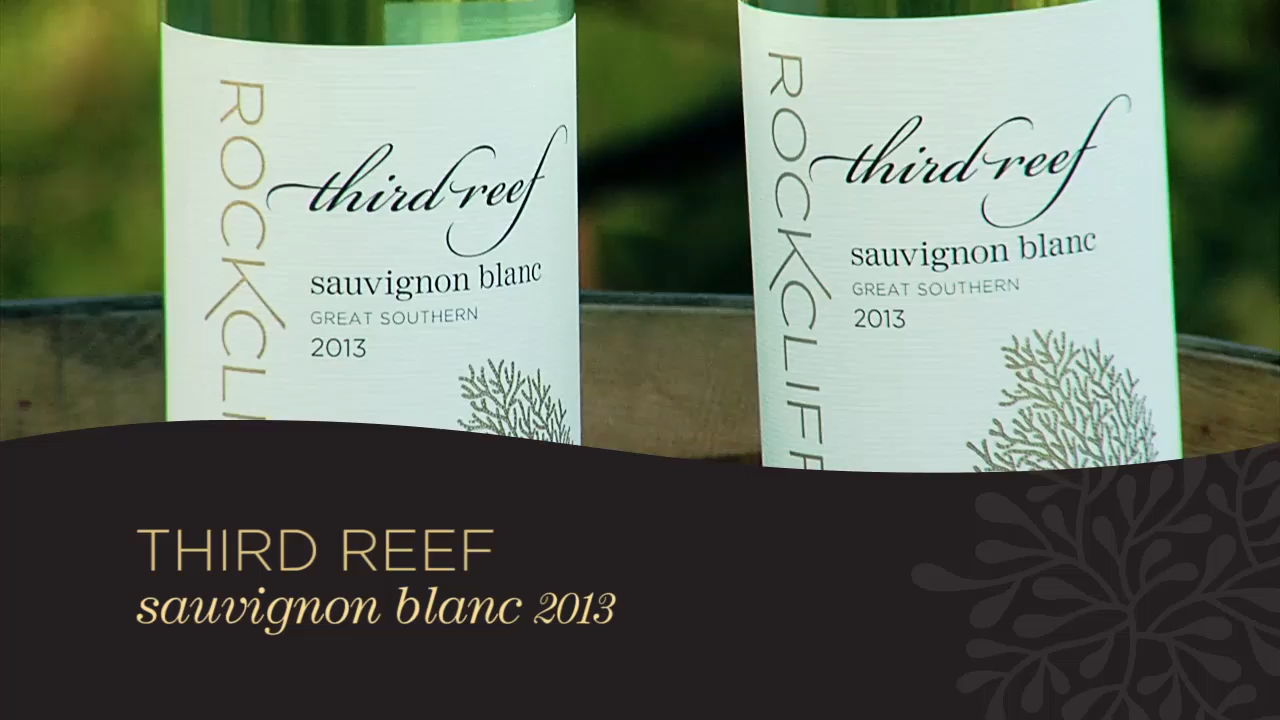 ROCKCLIF
third reef
sauvignon blanc
GREAT SOUTHERN
2013
ROCKCLIFF
third reef
sauvignon blanc
GREAT SOUTHERN
2013
THIRD REEF
sauvignon blanc 2013